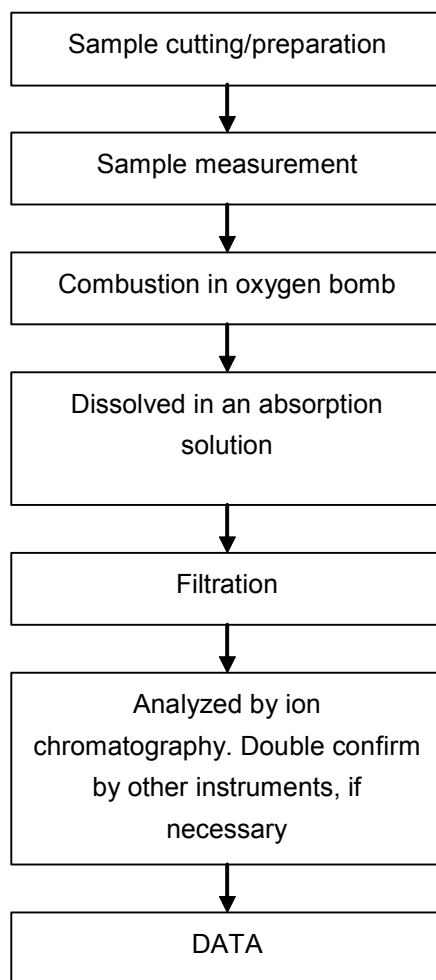 Sample cutting/preparation
Sample measurement
Combustion in oxygen bomb
Dissolved in an absorption
solution
Filtration
Analyzed by ion
chromatography. Double confirm
by other instruments, if
necessary
DATA